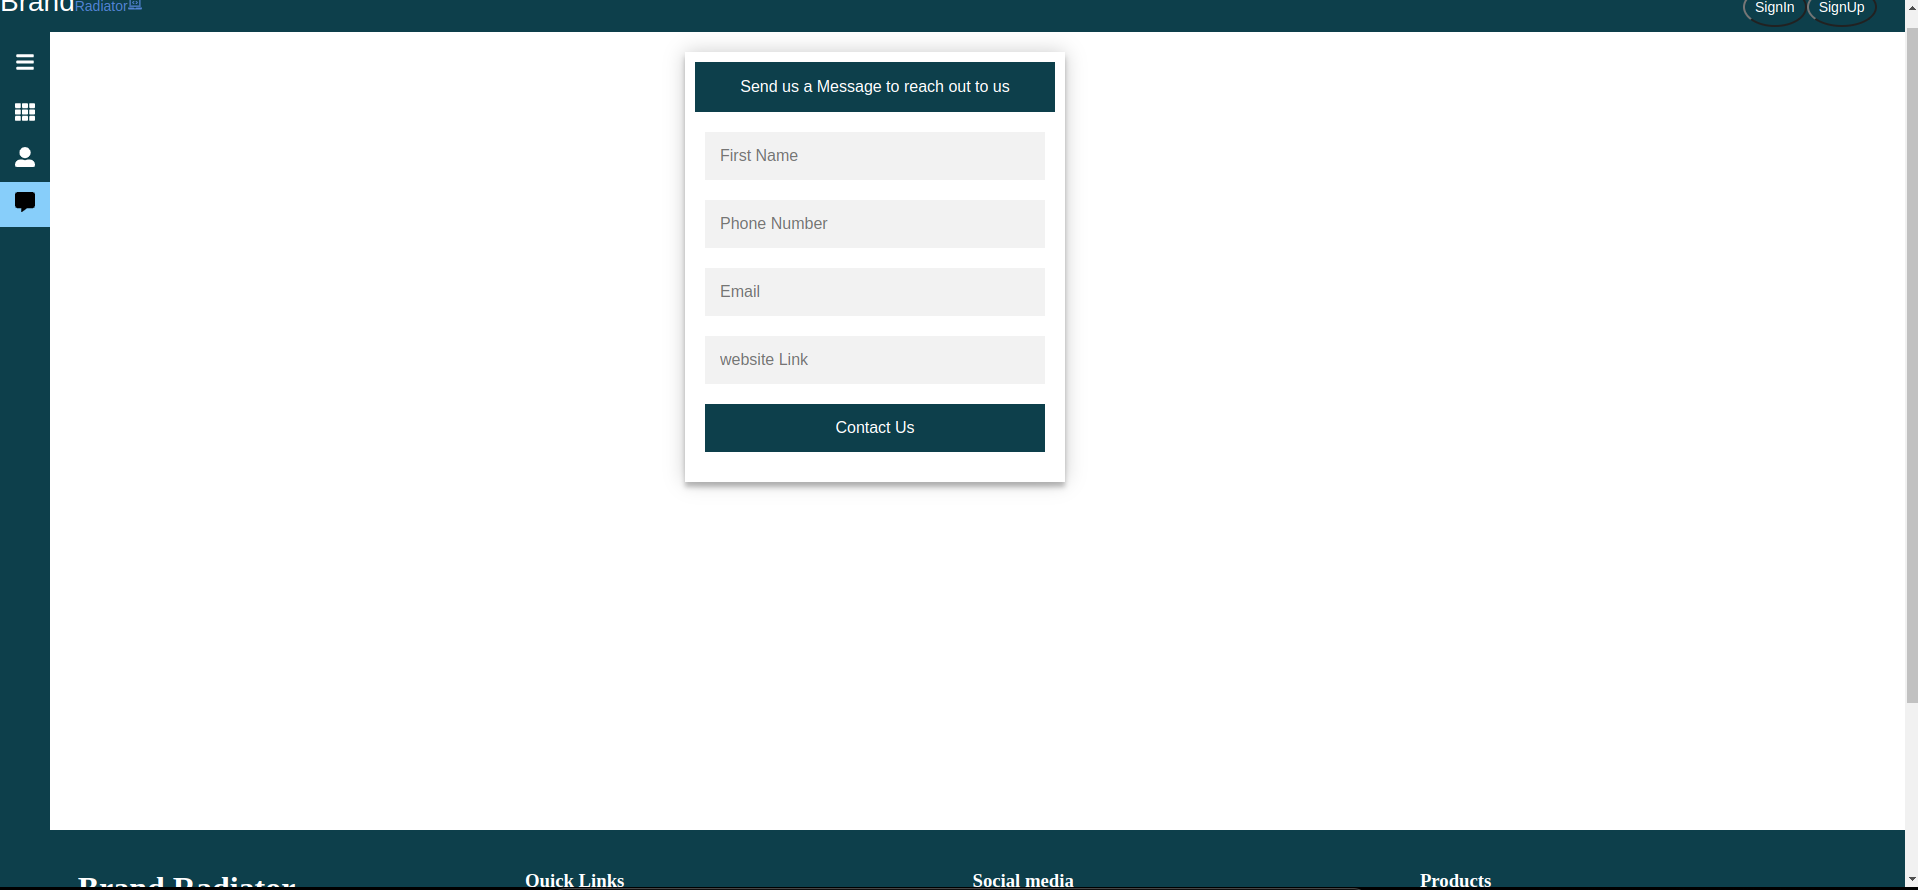 BrandRadiator
SignIn SignUp
Send us a Message to reach out to us
First Name
Phone Number
Email
website Link
Contact Us
Brand Radiator
Quick Links
Social media
Products